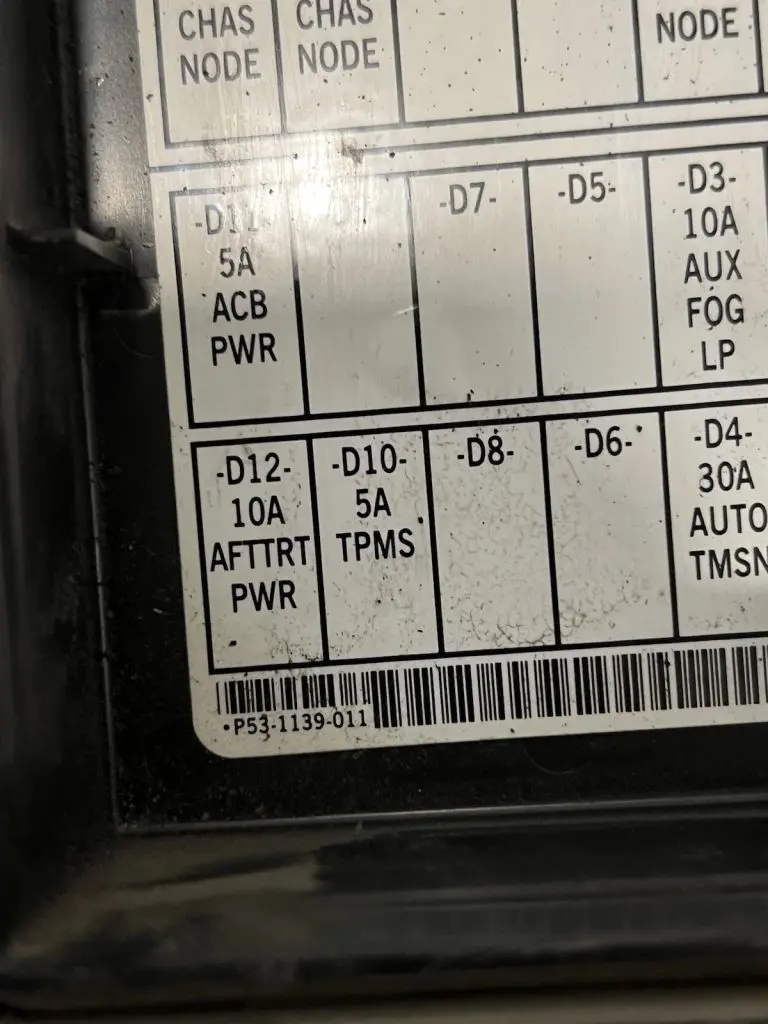 CHAS
NODE
CHAS
NODE
NODE
-D11-
5A
ACB
PWR
-D7-
-D5-
-D3-
10A
AUX
FOG
LP
-D12-
10A
AFTTRT
PWR
-D10-
5A
TPMS
-D8-
-D6-
-D4-
30A
AUTO
TMSN
•P53-1139-011